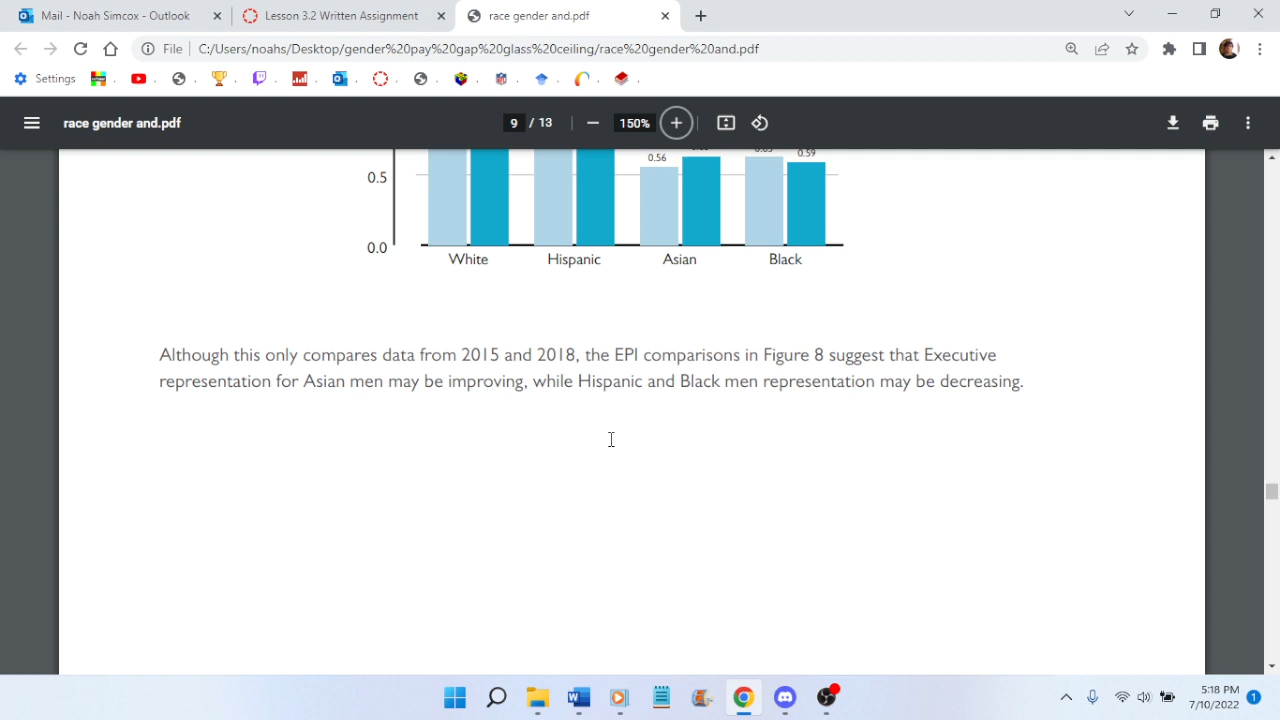 Mail - Noah Simcox - Outlook
Lesson 3.2 Written Assignment
race gender and.pdf
File
C:/Users/noahs/Desktop/gender%20pay%20gap%20glass%20ceiling/race%20gender%20and.pdf
Settings
race gender and.pdf
9 / 13
150%
0.56
0.59
0.5
0.0
White Hispanic Asian Black
Although this only compares data from 2015 and 2018, the EPI comparisons in Figure 8 suggest that Executive
representation for Asian men may be improving, while Hispanic and Black men representation may be decreasing.
5:18 PM
7/10/2022
1